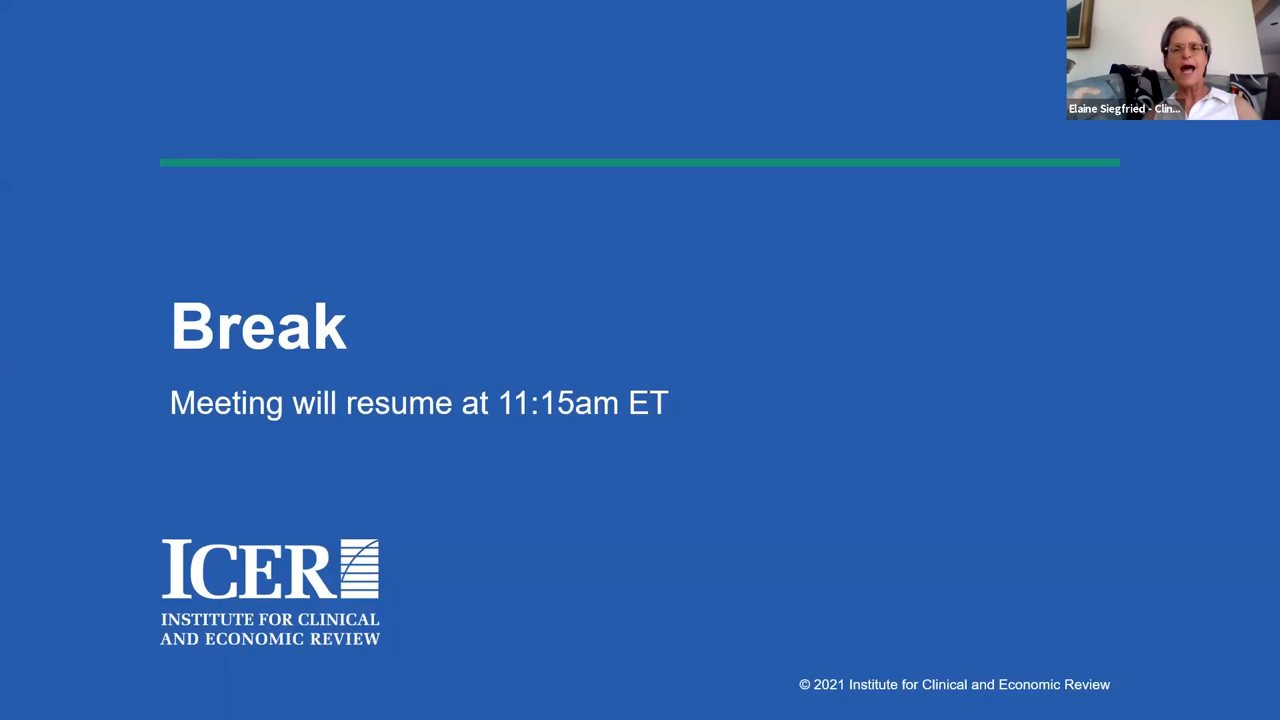 Elaine Siegfried - Clin...
Break
Meeting will resume at 11:15am ET
ICER
INSTITUTE FOR CLINICAL
AND ECONOMIC REVIEW
© 2021 Institute for Clinical and Economic Review